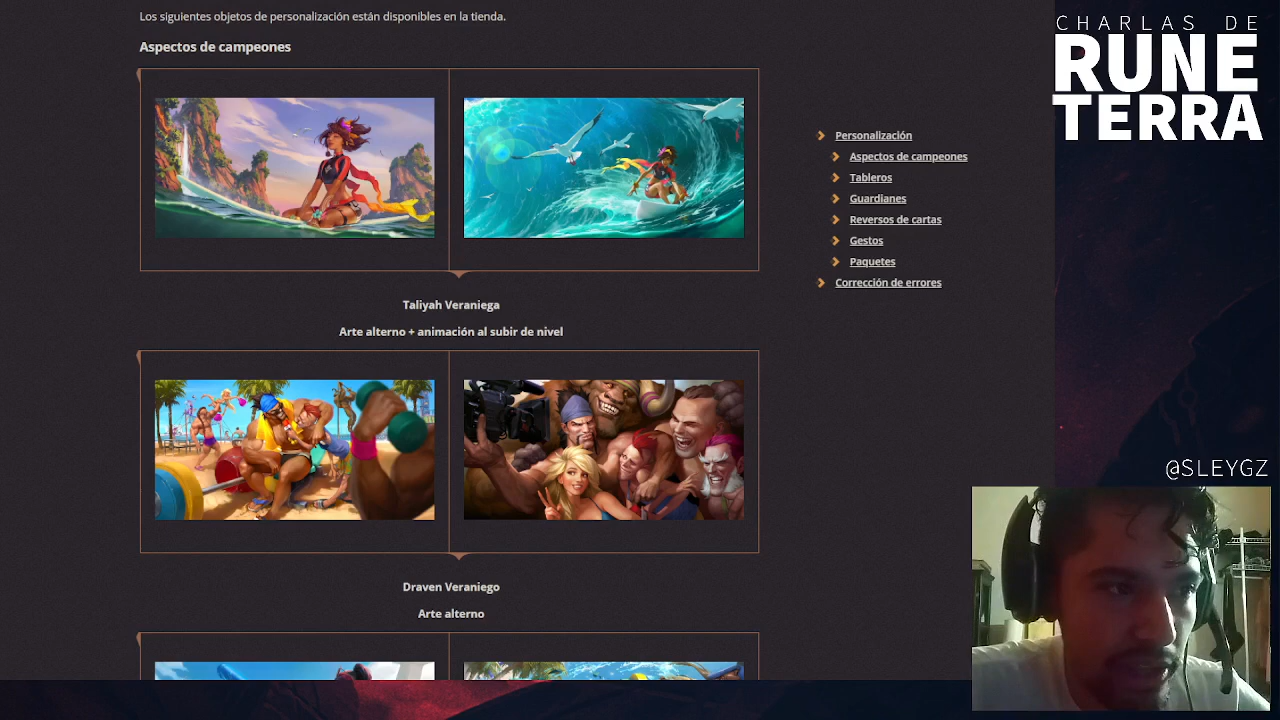 Los siguientes objetos de personalización están disponibles en la tienda.
Aspectos de campeones
Taliyah Veraniega
Arte alterno + animación al subir de nivel
Draven Veraniego
Arte alterno
Personalización
Aspectos de campeones
Tableros
Guardianes
Reversos de cartas
Gestos
Paquetes
Corrección de errores
CHARLAS DE
RUNE
TERRA
@SLEYGZ